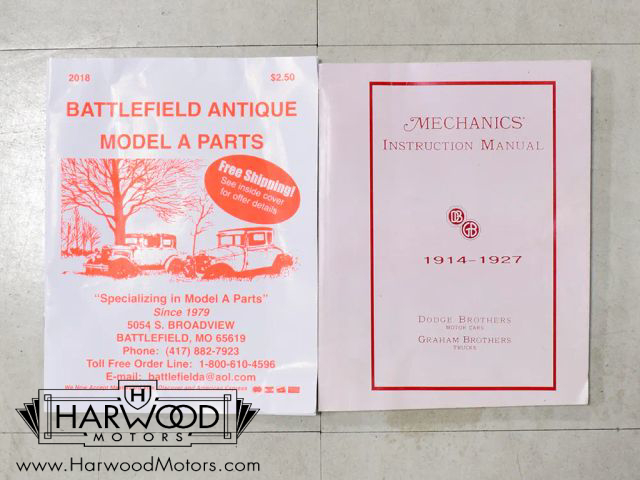 2018 $2.50
BATTLEFIELD ANTIQUE
MODEL A PARTS
Free Shipping!
See inside cover
for offer details
"Specializing in Model A Parts"
Since 1979
5054 S. BROADVIEW
BATTLEFIELD, MO 65619
Phone: (417) 882-7923
Toll Free Order Line: 1-800-610-4596
E-mail: battlefielda@aol.com
We Now Accept
MECHANICS'
INSTRUCTION MANUAL
DB
GB
1914-1927
DODGE BROTHERS
MOTOR CARS
GRAHAM BROTHERS
TRUCKS
H
HARWOOD
MOTORS
www.HarwoodMotors.com